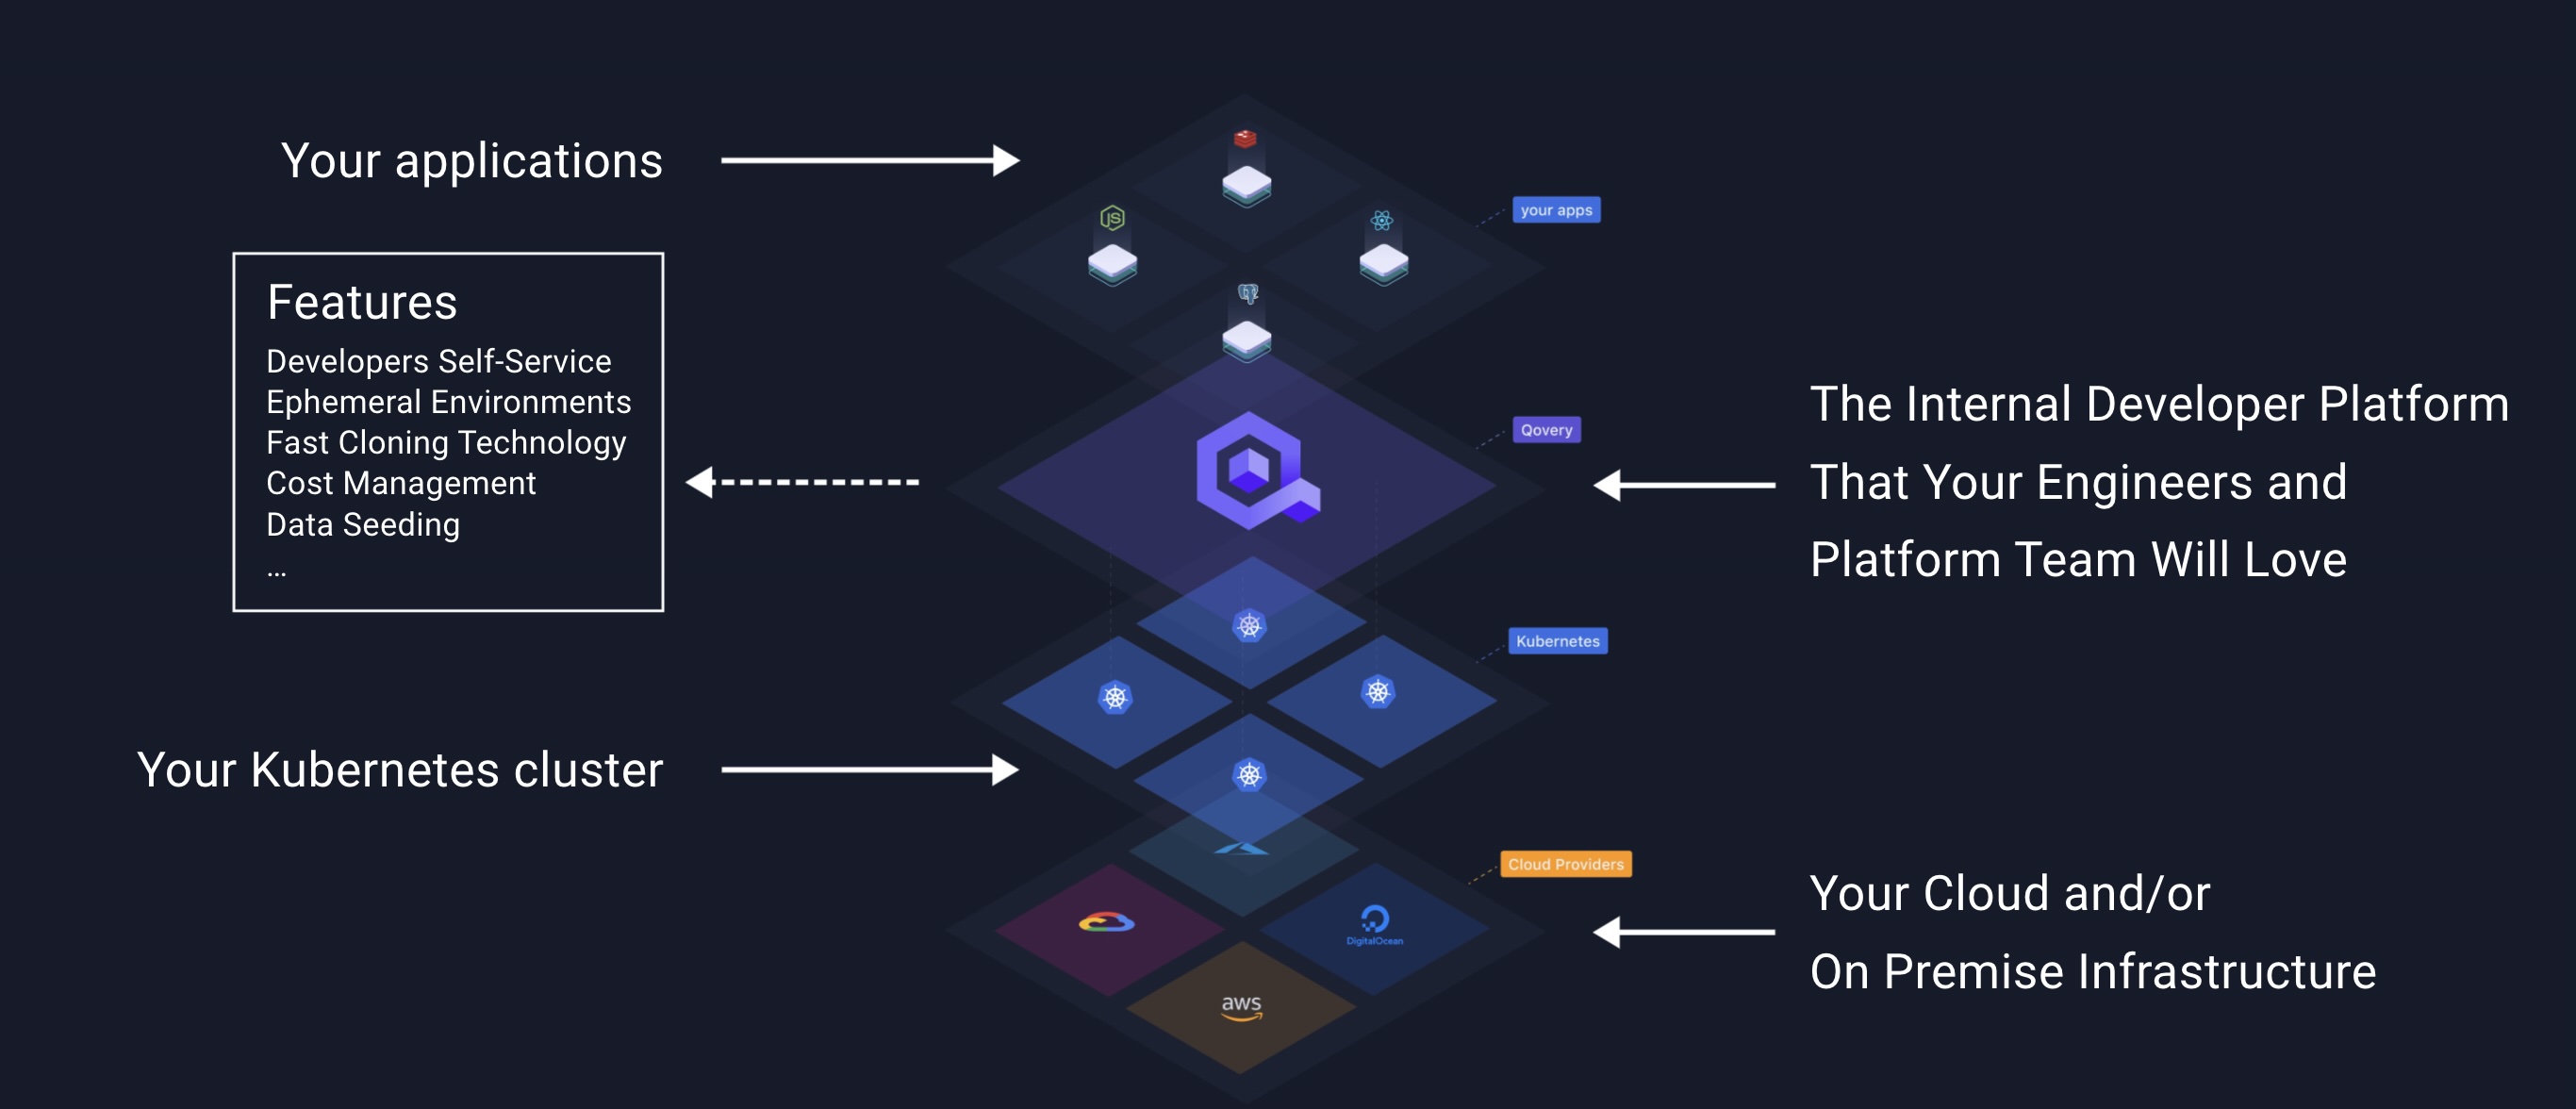 Your applications
JS
your apps
Features
Developers Self-Service
Ephemeral Environments
Fast Cloning Technology
Cost Management
Data Seeding
...
Qovery
The Internal Developer Platform
That Your Engineers and
Platform Team Will Love
Kubernetes
Your Kubernetes cluster
Cloud Providers
DigitalOcean
aws
Your Cloud and/or
On Premise Infrastructure